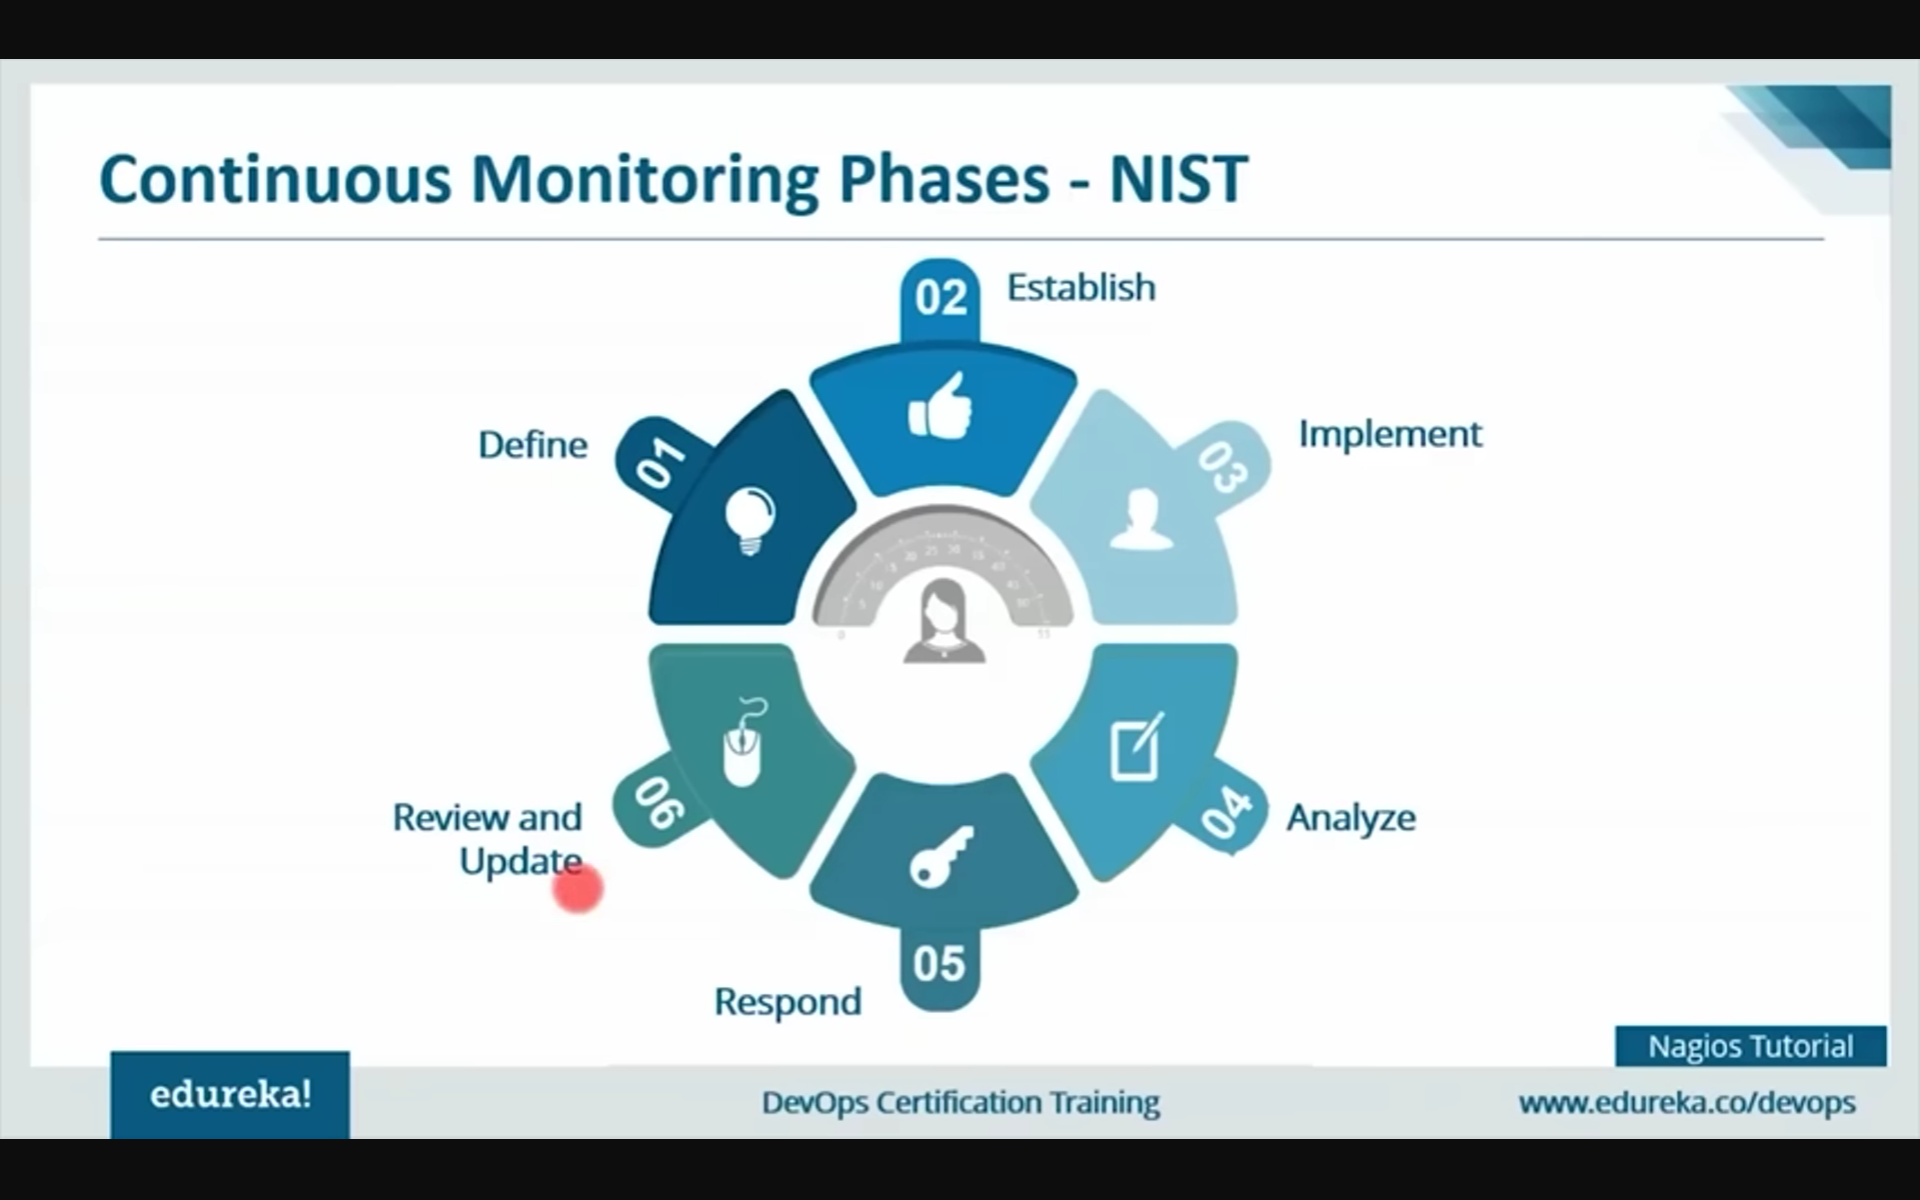 Continuous Monitoring Phases - NIST
02
Establish
Define
01
03
Implement
06
Review and
Update
04
Analyze
05
Respond
Nagios Tutorial
edureka!
DevOps Certification Training
www.edureka.co/devops